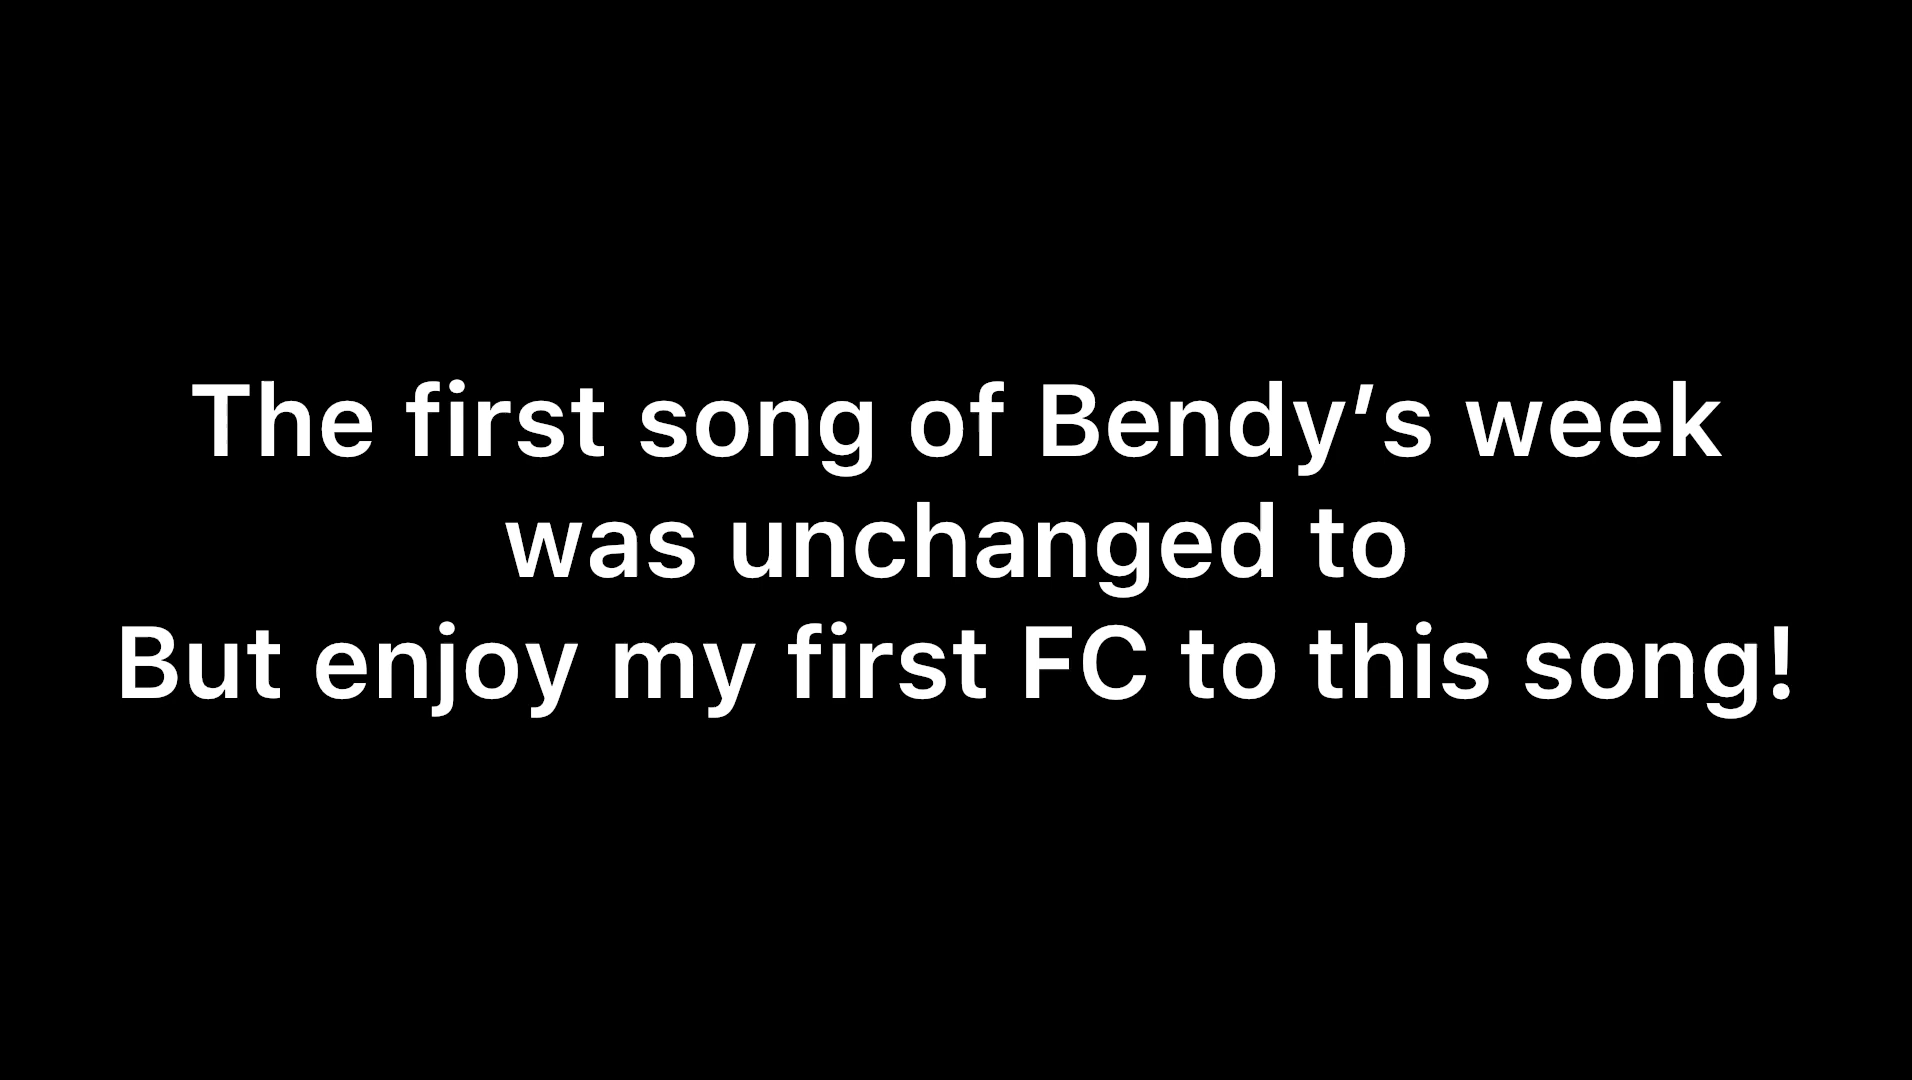 The first song of Bendy’s week
was unchanged to
But enjoy my first FC to this song!